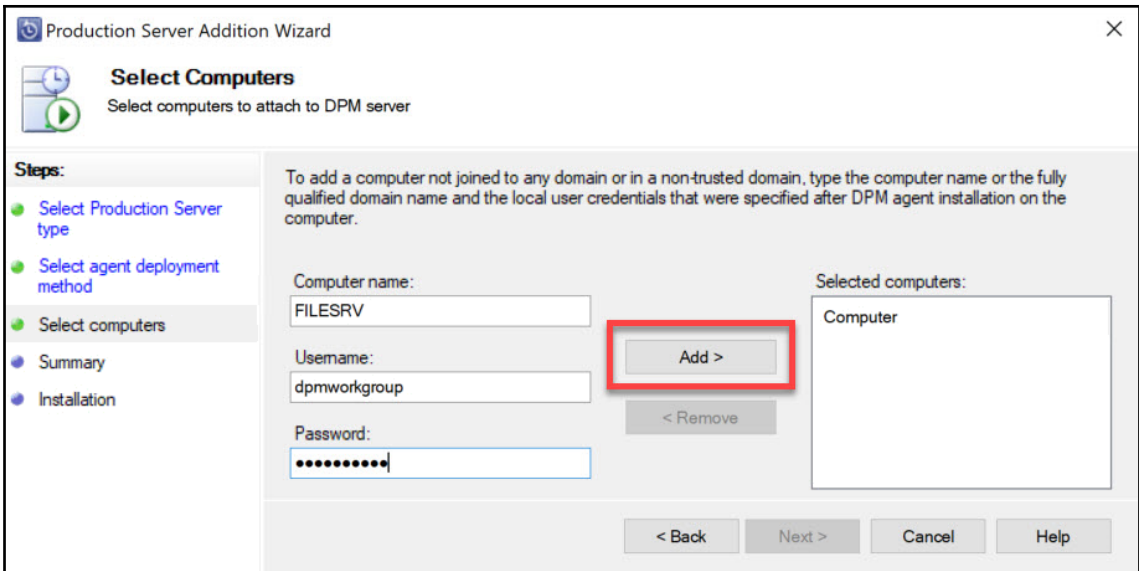 Production Server Addition Wizard
Select Computers
Select computers to attach to DPM server
Steps:
Select Production Server
type
Select agent deployment
method
Select computers
Summary
Installation
To add a computer not joined to any domain or in a non-trusted domain, type the computer name or the fully
qualified domain name and the local user credentials that were specified after DPM agent installation on the
computer.
Computer name:
FILESRV
Username:
dpmworkgroup
Password:
●●●●●●●●●●
Add >
< Remove
Selected computers:
Computer
< Back
Next >
Cancel
Help